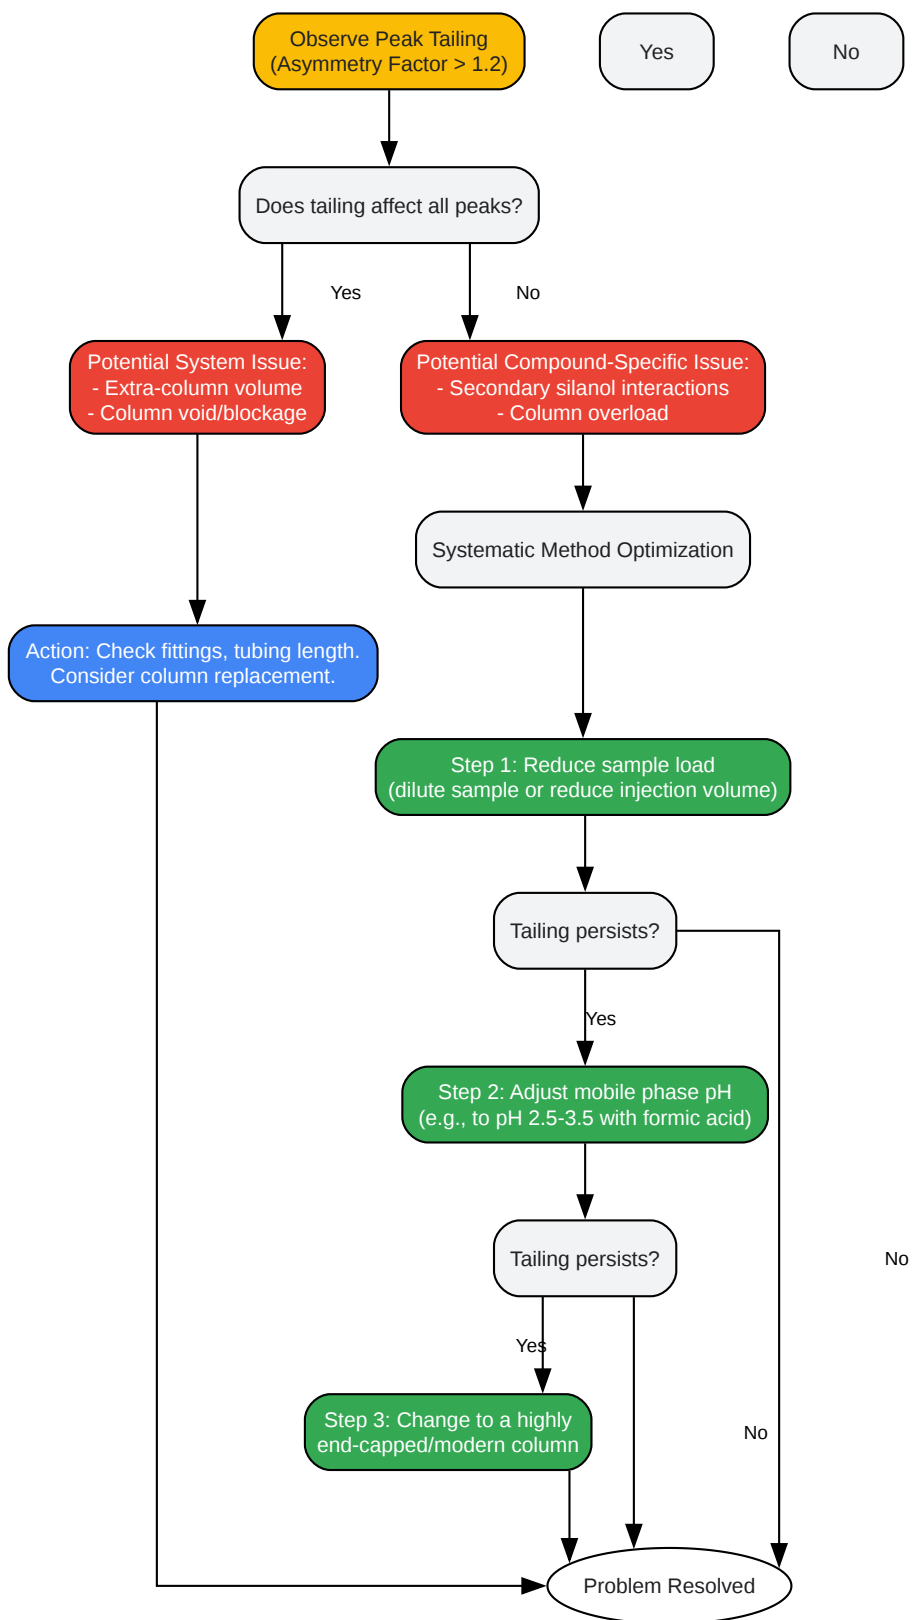 Observe Peak Tailing
(Asymmetry Factor > 1.2)
Yes
No
Does tailing affect all peaks?
Yes
No
Potential System Issue:
- Extra-column volume
- Column void/blockage
Potential Compound-Specific Issue:
- Secondary silanol interactions
- Column overload
Systematic Method Optimization
Action: Check fittings, tubing length.
Consider column replacement.
Step 1: Reduce sample load
(dilute sample or reduce injection volume)
Tailing persists?
Yes
Step 2: Adjust mobile phase pH
(e.g., to pH 2.5-3.5 with formic acid)
Tailing persists?
No
Yes
Step 3: Change to a highly
end-capped/modern column
No
Problem Resolved